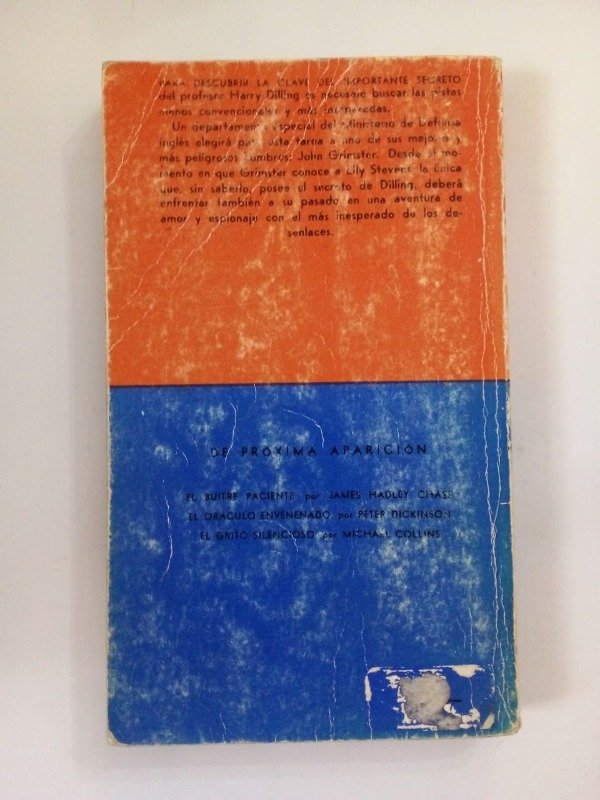 PARA DESCUBRIR LA CLAVE DEL IMPORTANTE SECRETO
del profesor Harry Dilling es necesario buscar las pistas
menos convencionales y más inesperadas.
Un departamento especial del Ministerio de Defensa
inglés elegirá para esta tarea a uno de sus mejores y
más peligrosos hombres: John Grimster. Desde el mo-
mento en que Grimster conoce a Lily Stevens, la única
que, sin saberlo, posee el secreto de Dilling, deberá
enfrentar también a su pasado en una aventura de
amor y espionaje con el más inesperado de los de-
senlaces.
DE PRÓXIMA APARICIÓN
EL BUITRE PACIENTE, por JAMES HADLEY CHASE
EL ORÁCULO ENVENENADO, por PETER DICKINSON
EL GRITO SILENCIOSO, por MICHAEL COLLINS